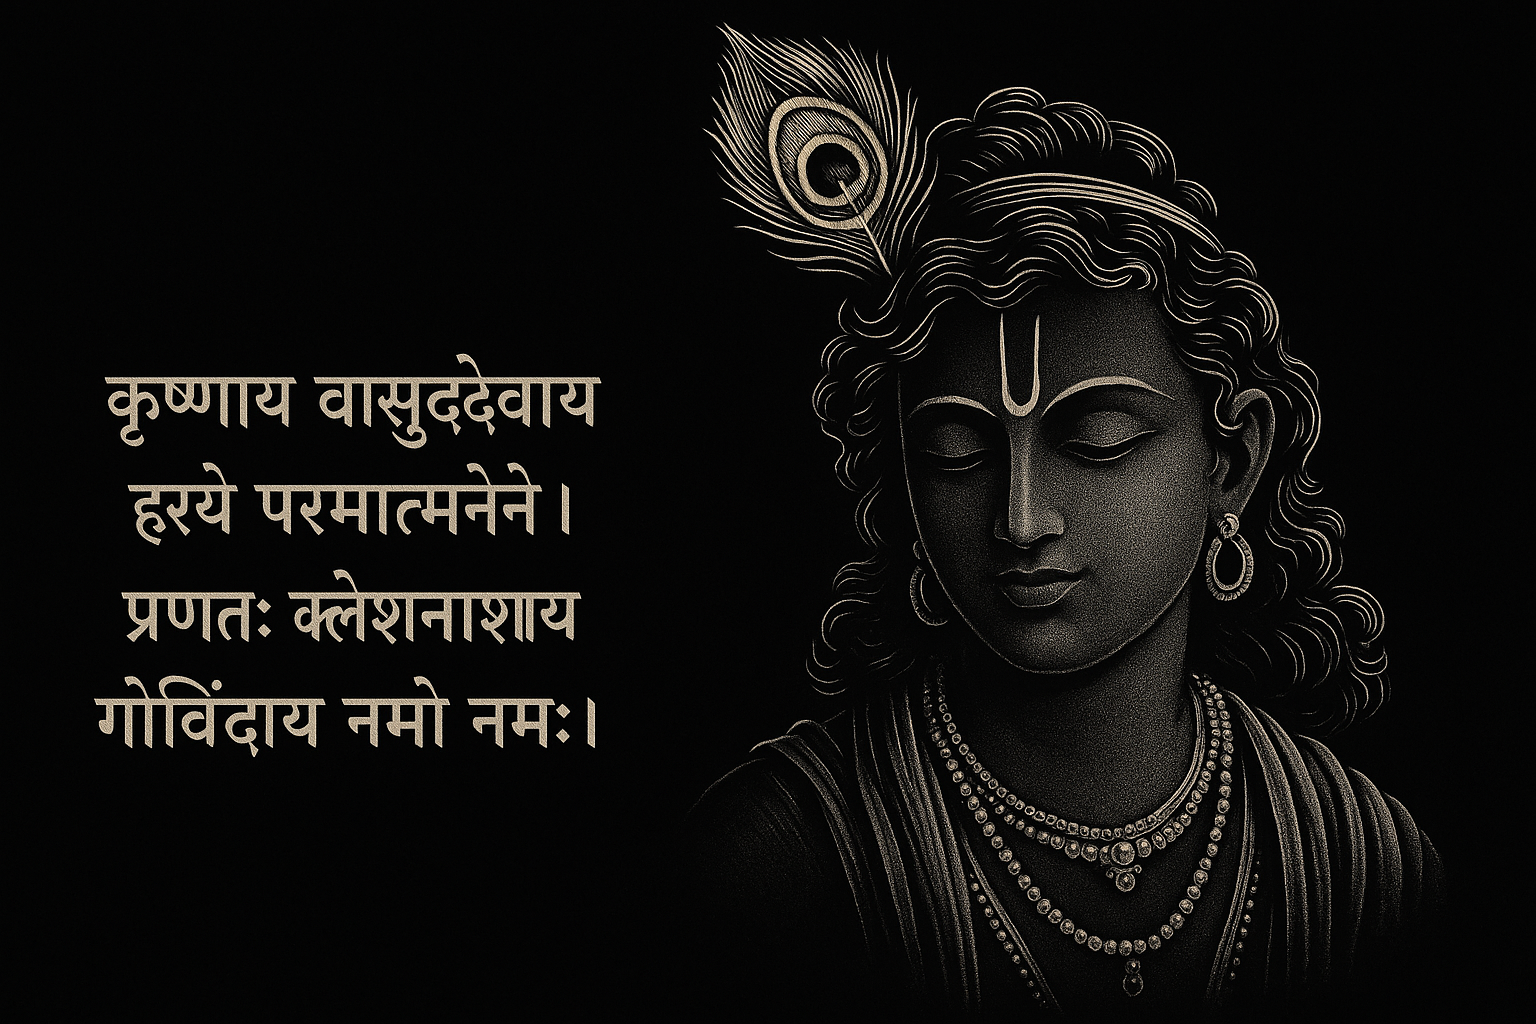 कृष्णाय वासुददेवाय
हरये परमात्मनेने।
प्रणतः क्लेशनाशाय
गोविंदाय नमो नमः।